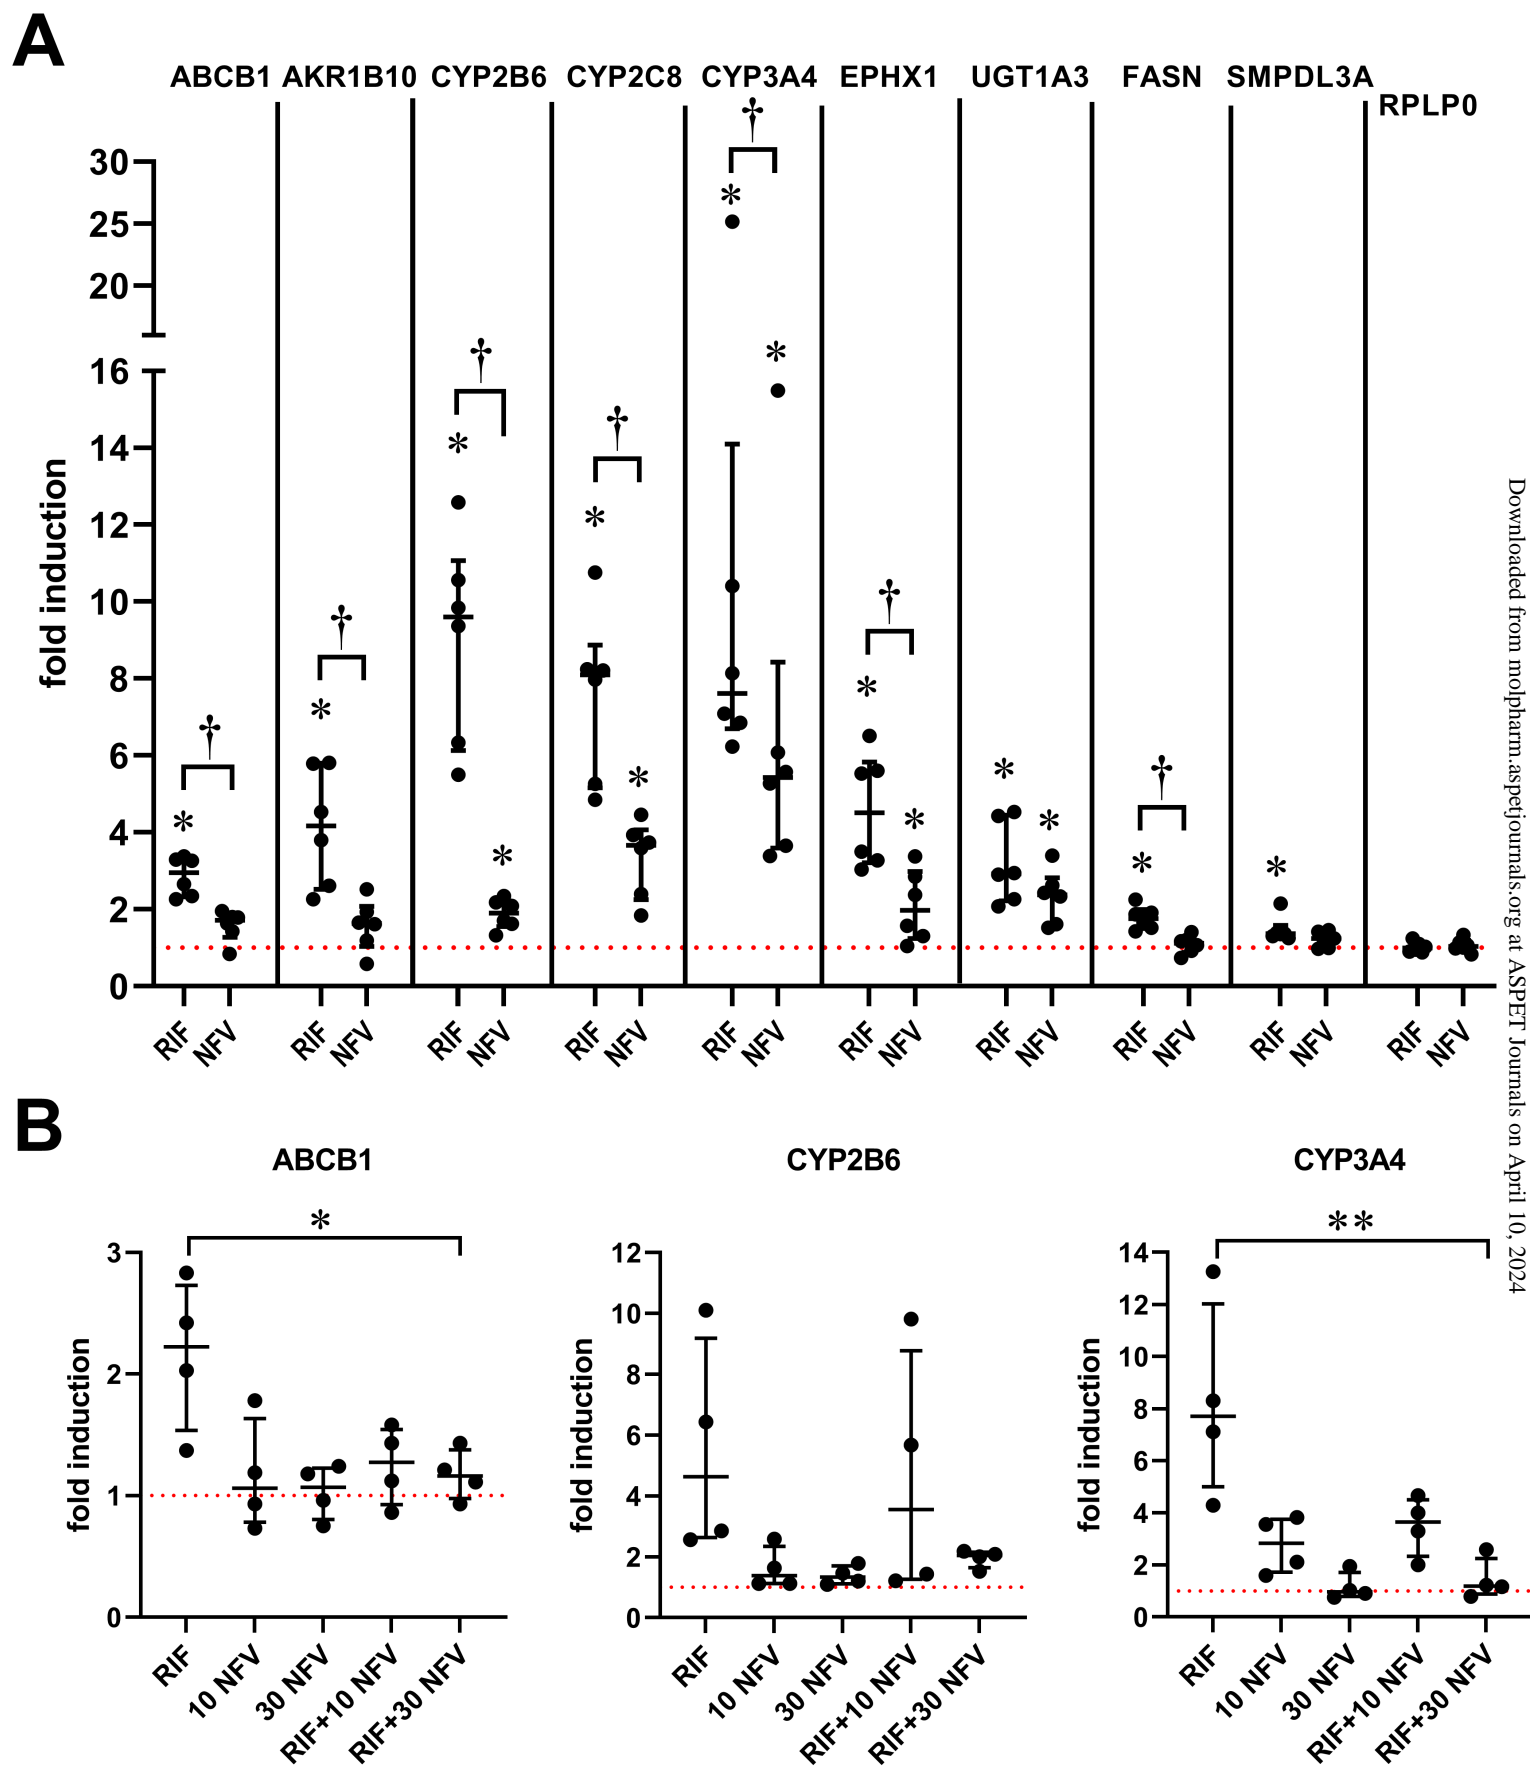 A
ABCB1 AKR1B10 CYP2B6 CYP2C8 CYP3A4 EPHX1 UGT1A3 FASN SMPDL3A RPLP0
† * † * † * * † * * † * * † * * * * † * *
fold induction
30
25
20
16
14
12
10
8
6
4
2
0
RIF NFV RIF NFV RIF NFV RIF NFV RIF NFV RIF NFV RIF NFV RIF NFV RIF NFV RIF NFV
Downloaded from molpharm.aspetjournals.org at ASPET Journals on April 10, 2024
B
ABCB1
*
fold induction
3
2
1
0
RIF
10 NFV
30 NFV
RIF+10 NFV
RIF+30 NFV
CYP2B6
fold induction
12
10
8
6
4
2
0
RIF
10 NFV
30 NFV
RIF+10 NFV
RIF+30 NFV
CYP3A4
**
fold induction
14
12
10
8
6
4
2
0
RIF
10 NFV
30 NFV
RIF+10 NFV
RIF+30 NFV